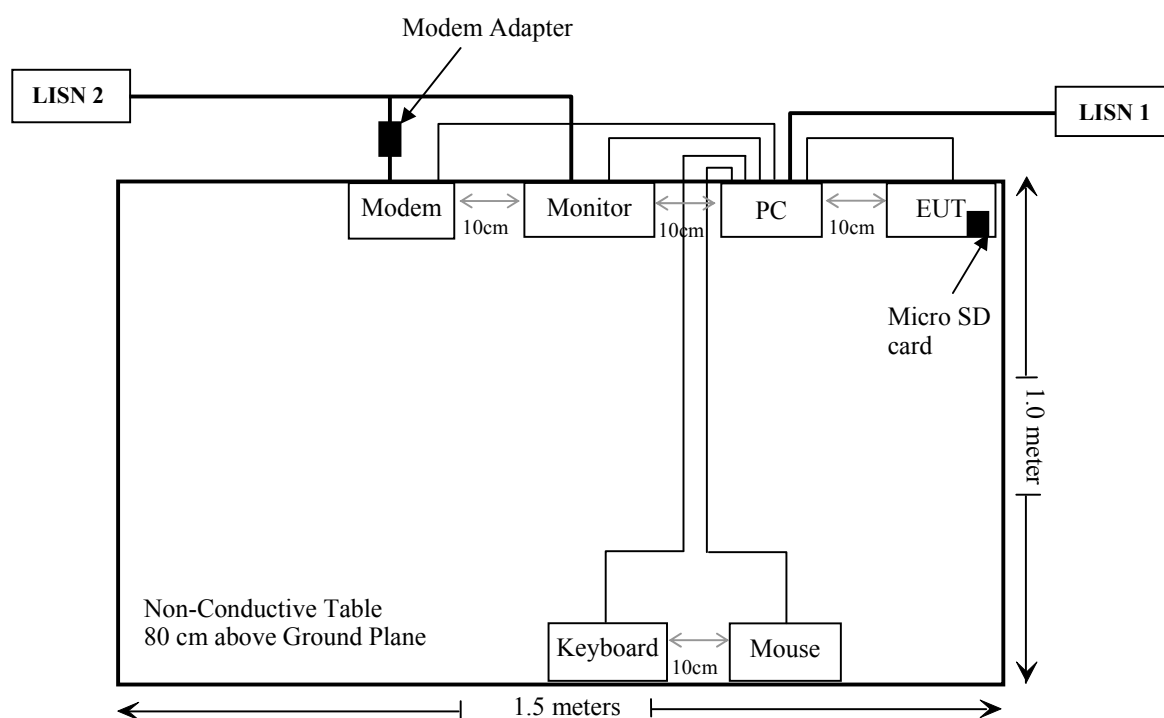 Modem Adapter
LISN 2
LISN 1
Modem
Monitor
PC
EUT
10cm
10cm
10cm
Micro SD
card
1.0 meter
Non-Conductive Table
80 cm above Ground Plane
Keyboard
Mouse
10cm
1.5 meters